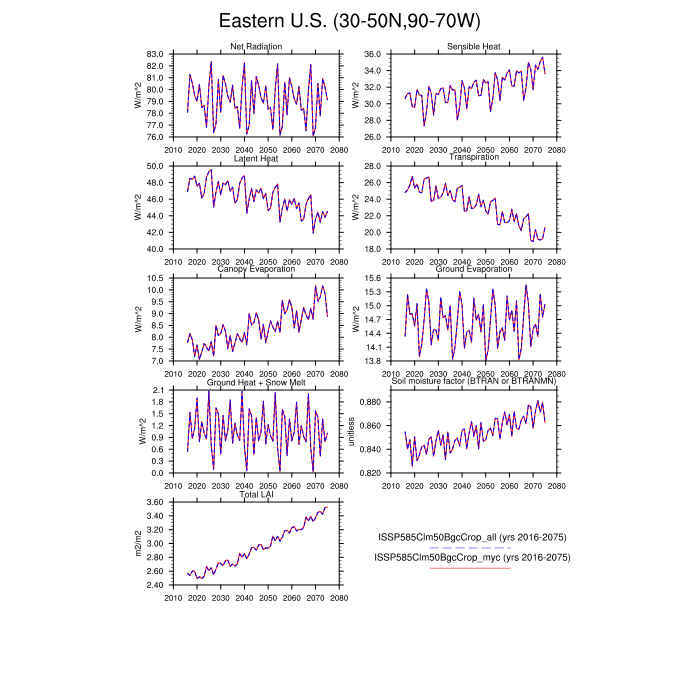 Eastern U.S. (30-50N,90-70W)
Net Radiation
W/m^2
83.0
82.0
81.0
80.0
79.0
78.0
77.0
76.0
2010 2020 2030 2040 2050 2060 2070 2080
Sensible Heat
W/m^2
36.0
34.0
32.0
30.0
28.0
26.0
2010 2020 2030 2040 2050 2060 2070 2080
Latent Heat
W/m^2
50.0
48.0
46.0
44.0
42.0
40.0
2010 2020 2030 2040 2050 2060 2070 2080
Transpiration
W/m^2
28.0
26.0
24.0
22.0
20.0
18.0
2010 2020 2030 2040 2050 2060 2070 2080
Canopy Evaporation
W/m^2
10.5
10.0
9.5
9.0
8.5
8.0
7.5
7.0
2010 2020 2030 2040 2050 2060 2070 2080
Ground Evaporation
W/m^2
15.6
15.3
15.0
14.7
14.4
14.1
13.8
2010 2020 2030 2040 2050 2060 2070 2080
Ground Heat + Snow Melt
W/m^2
2.1
1.8
1.5
1.2
0.9
0.6
0.3
0.0
2010 2020 2030 2040 2050 2060 2070 2080
Soil moisture factor (BTRAN or BTRANMN)
unitless
0.880
0.860
0.840
0.820
2010 2020 2030 2040 2050 2060 2070 2080
Total LAI
m2/m2
3.60
3.40
3.20
3.00
2.80
2.60
2.40
2010 2020 2030 2040 2050 2060 2070 2080
ISSP585Clm50BgcCrop_all (yrs 2016-2075)
ISSP585Clm50BgcCrop_myc (yrs 2016-2075)